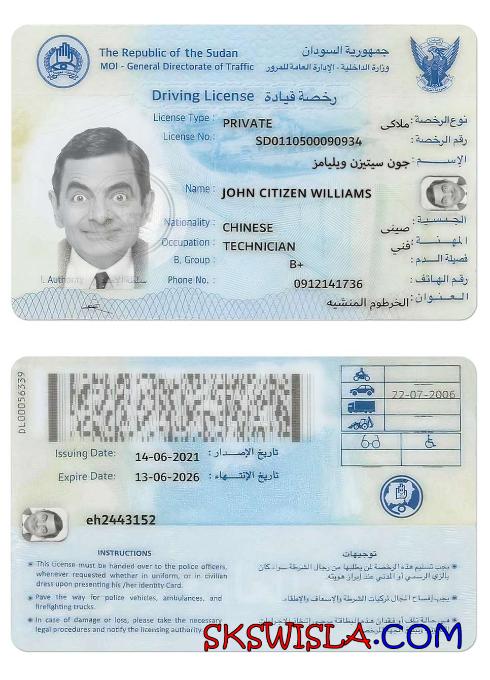 The Republic of the Sudan
جمهورية السودان
MOI - General Directorate of Traffic
وزارة الداخلية - الإدارة العامة للمرور
Driving License رخصة قيادة
License Type : PRIVATE ملاكي نوع الرخصة:
License No.: SD0110500090934 رقم الرخصة:
الإســـم: جون سيتيزن ويليامز
Name : JOHN CITIZEN WILLIAMS
Nationality : CHINESE صيني الجنسية:
Occupation : TECHNICIAN فني المهنة:
B. Group : B+ فصيلة الدم:
Phone No. : 0912141736 رقم الهاتف:
الخرطوم المنشيه العنوان:
DL00056339
22-07-2006
Issuing Date: 14-06-2021 تاريخ الإصدار:
Expire Date: 13-06-2026 تاريخ الإنتهاء:
eh2443152
INSTRUCTIONS
This License must be handed over to the police officers, whenever requested whether in uniform, or in civilian dress upon presenting his /her identity Card.
Pave the way for police vehicles, ambulances, and firefighting trucks.
In case of damage or loss, please take the necessary legal procedures and notify the licensing authority
توجيهات
يجب تسليم هذه الرخصة لمن يطلبها من رجال الشرطة سواء كان
بالزي الرسمي أو المدني عند إبراز هويته.
يجب إفساح المجال لمركبات الشرطة والإسعاف والإطفاء.
SKSWISLA.COM